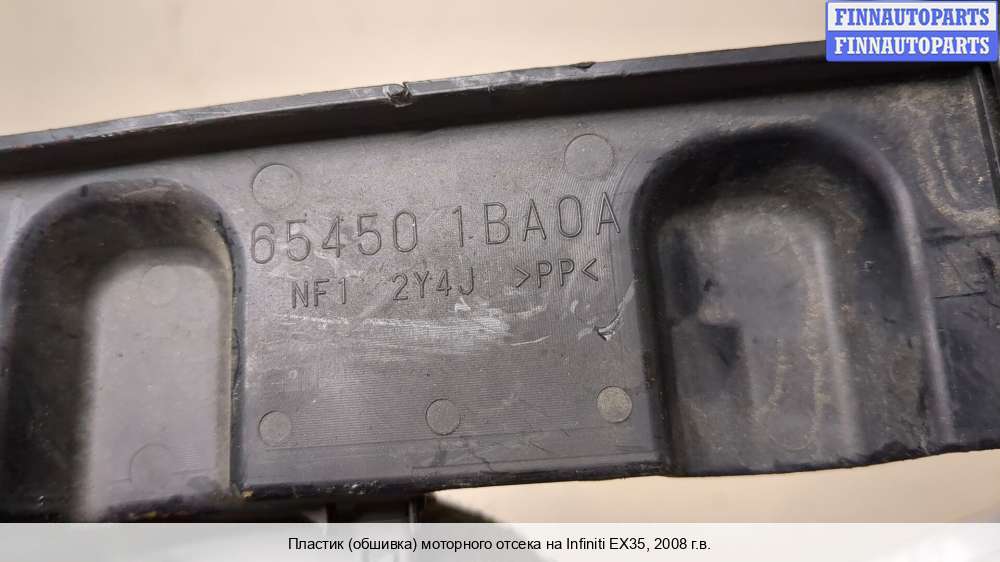 FINNAUTOPARTS
FINNAUTOPARTS
65450 1BA0A
NF1 2Y4J >PP<
Пластик (обшивка) моторного отсека на Infiniti EX35, 2008 г.в.